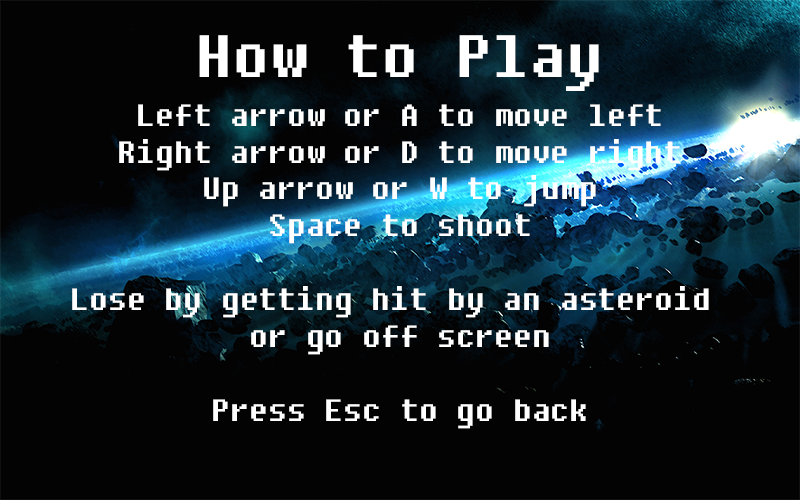 How to Play
Left arrow or A to move left
Right arrow or D to move right
Up arrow or W to jump
Space to shoot
Lose by getting hit by an asteroid
or go off screen
Press Esc to go back